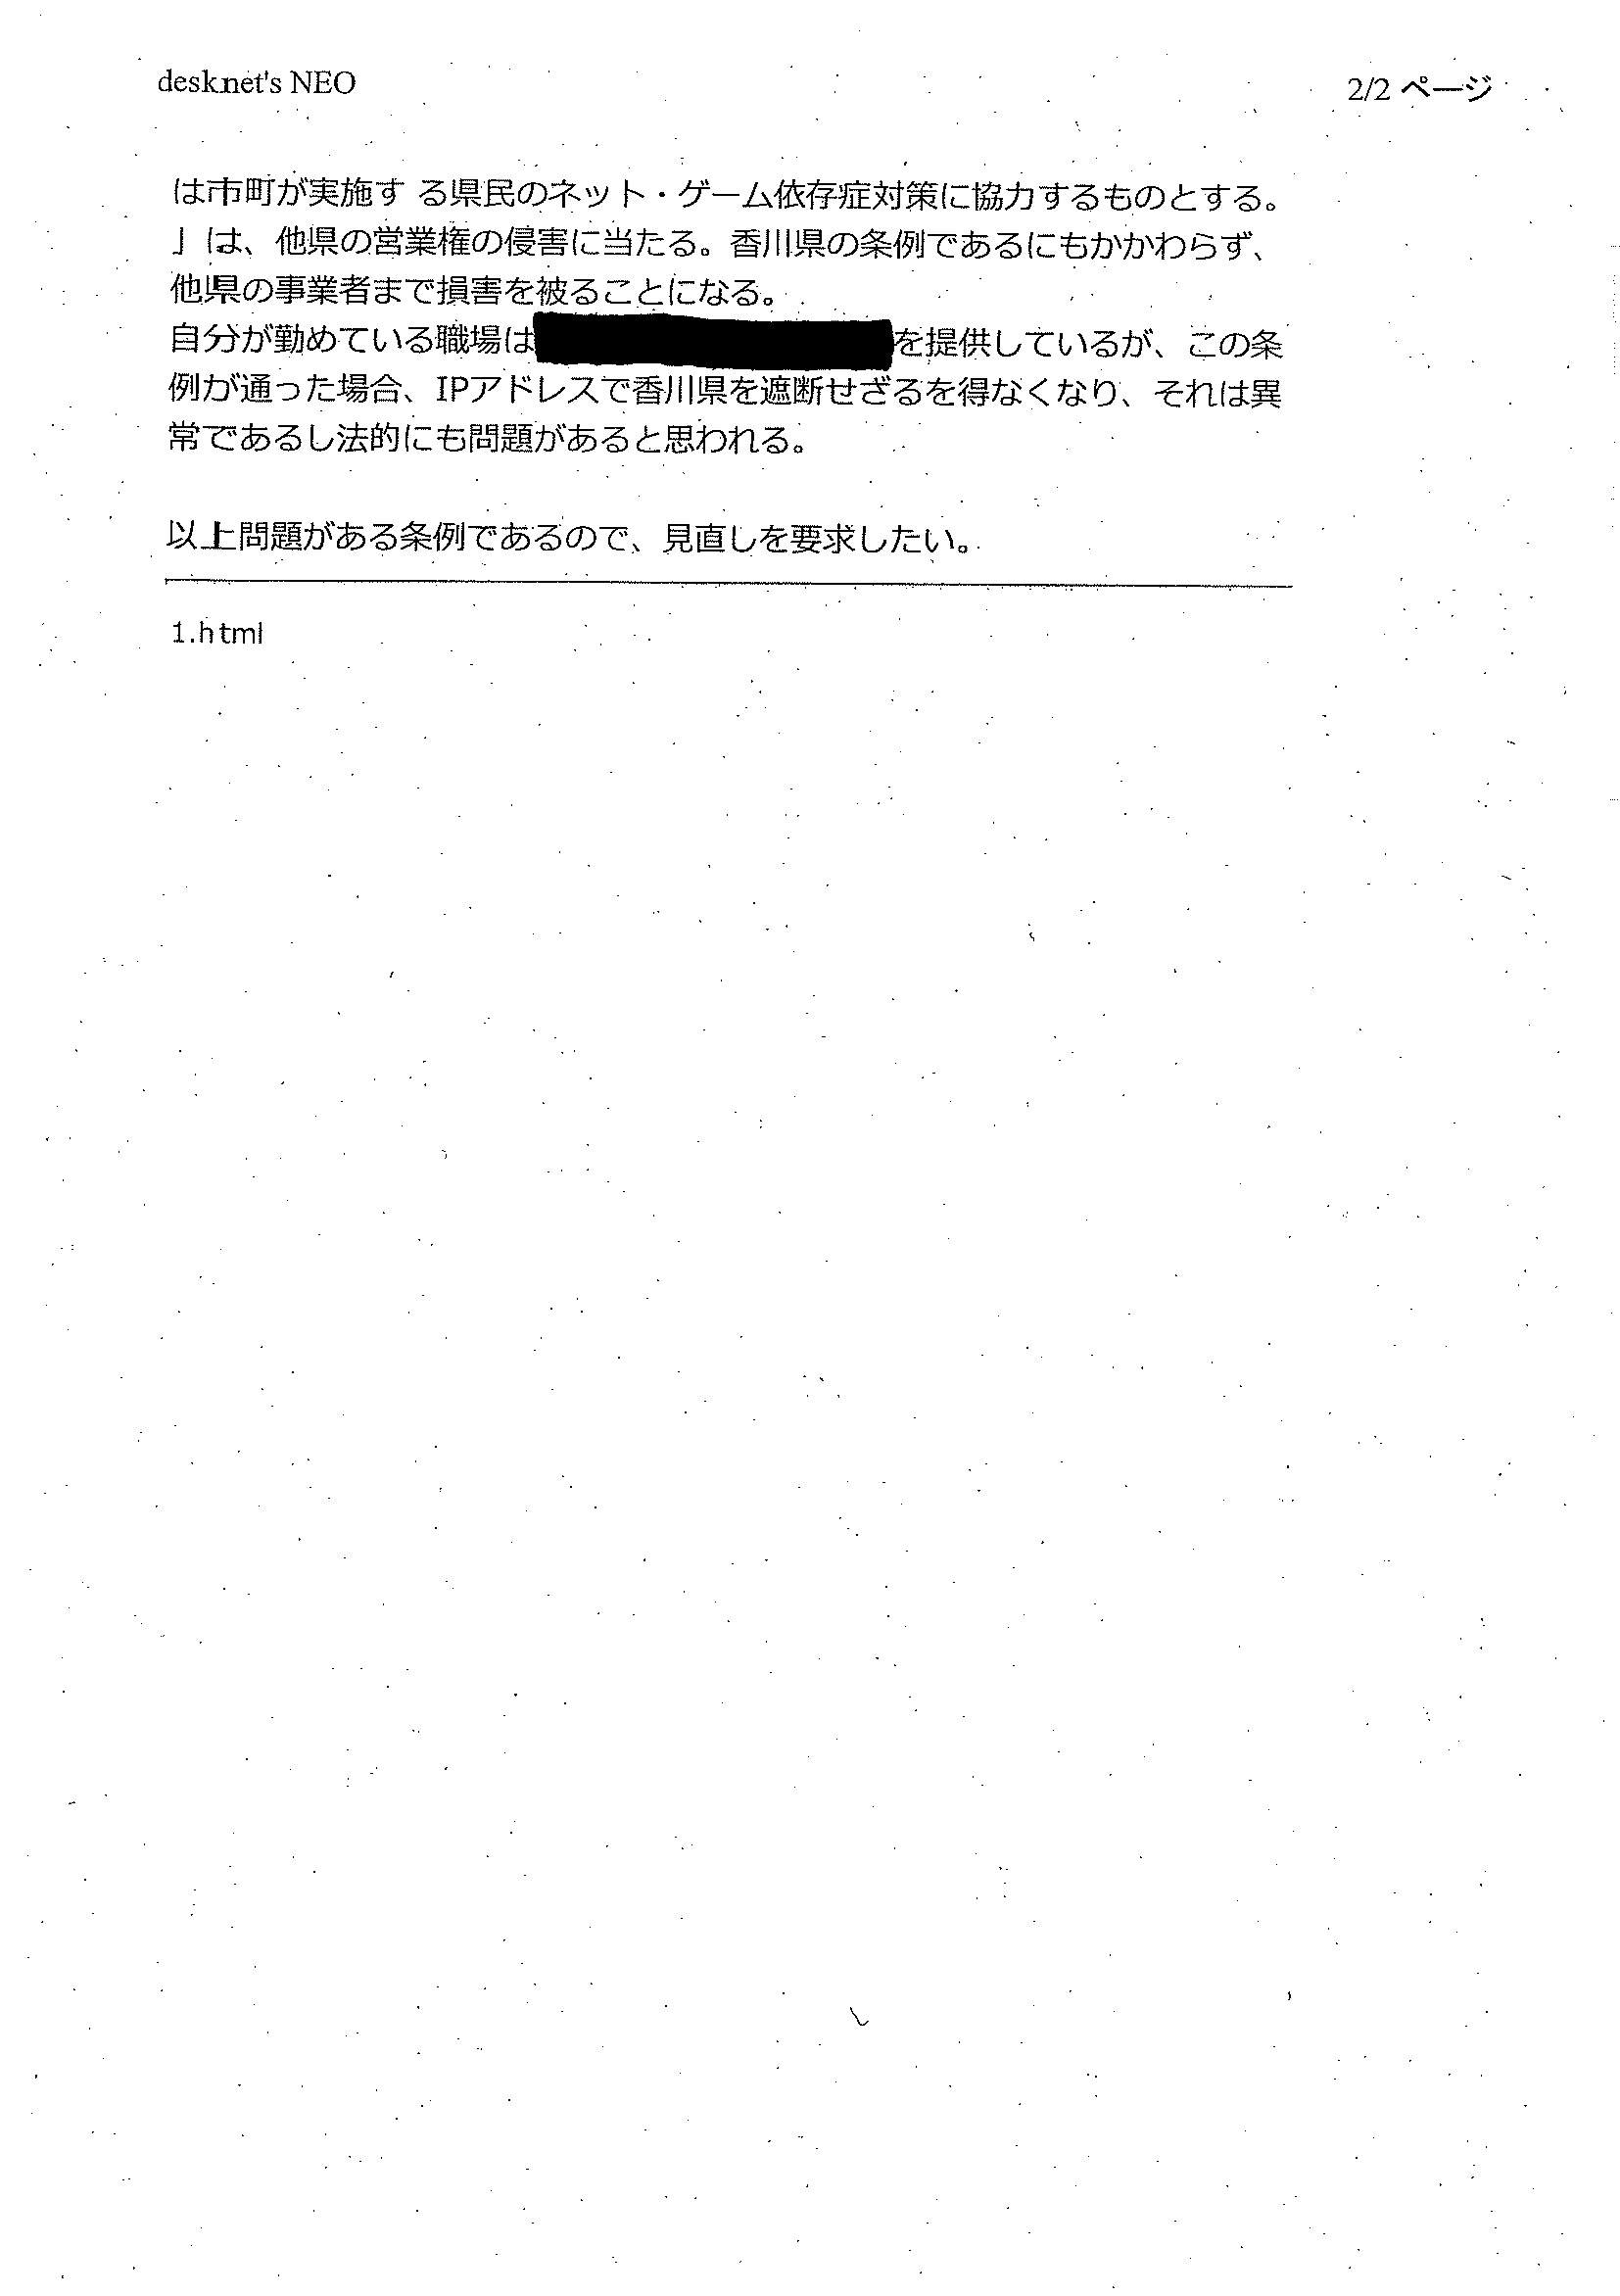 desknet's NEO
2/2 ページ
は市町が実施す る県民のネット・ゲーム依存症対策に協力するものとする。
」は、他県の営業権の侵害に当たる。香川県の条例であるにもかかわらず、
他県の事業者まで損害を被ることになる。
自分が勤めている職場は を提供しているが、この条
例が通った場合、IPアドレスで香川県を遮断せざるを得なくなり、それは異
常であるし法的にも問題があると思われる。
以上問題がある条例であるので、見直しを要求したい。
1.html